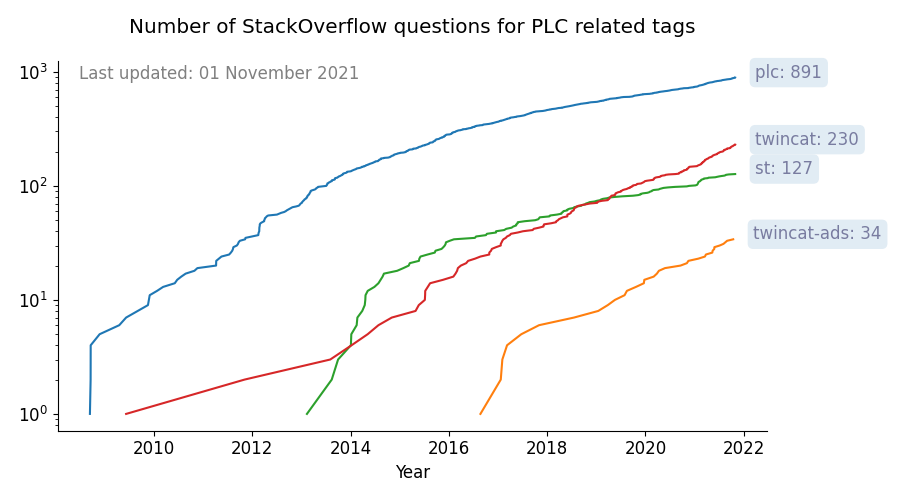 Number of StackOverflow questions for PLC related tags
Last updated: 01 November 2021
10³
10²
10¹
10⁰
plc: 891
twincat: 230
st: 127
twincat-ads: 34
2010 2012 2014 2016 2018 2020 2022
Year